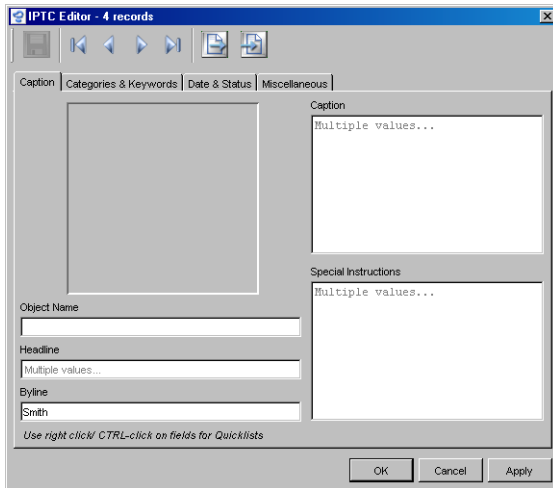 IPTC Editor - 4 records
Caption
Categories & Keywords
Date & Status
Miscellaneous
Caption
Multiple values...
Special Instructions
Multiple values...
Object Name
Headline
Multiple values...
Byline
Smith
Use right click/ CTRL-click on fields for Quicklists
OK
Cancel
Apply